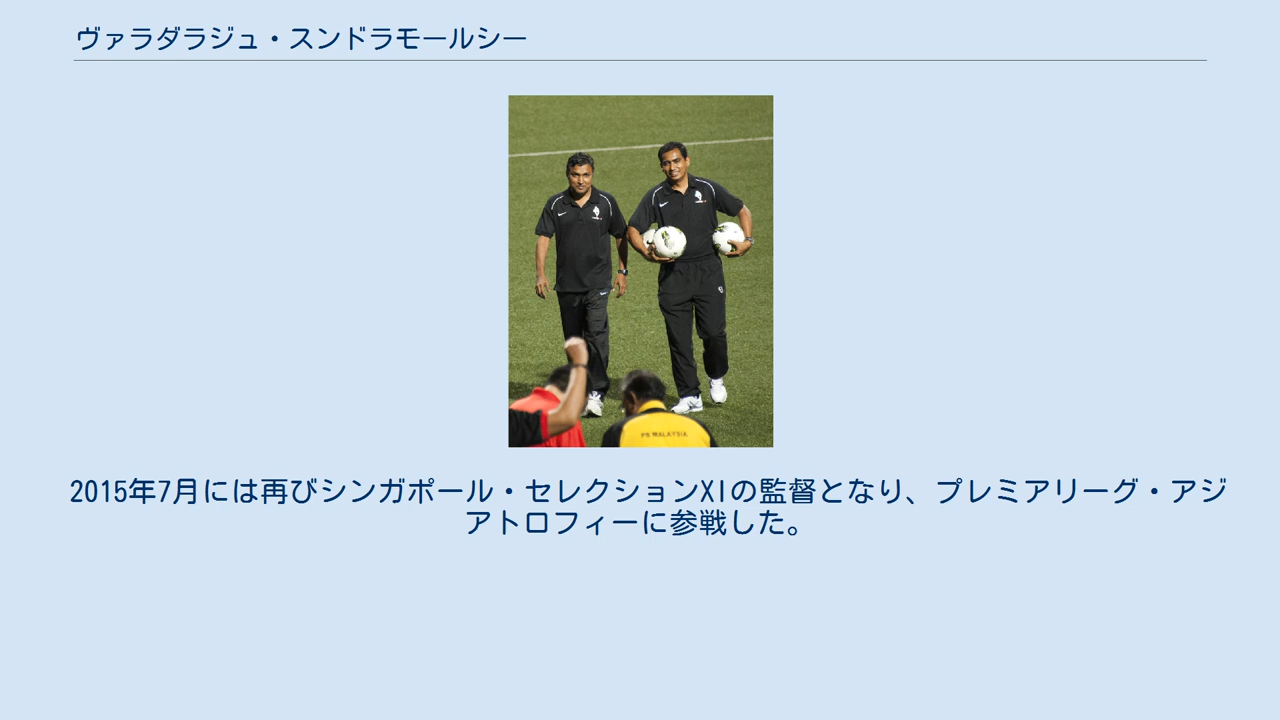 ヴァラダラジュ・スンドラモールシー
PB MALAYSIA
2015年7月には再びシンガポール・セレクションXIの監督となり、プレミアリーグ・アジ
アトロフィーに参戦した。